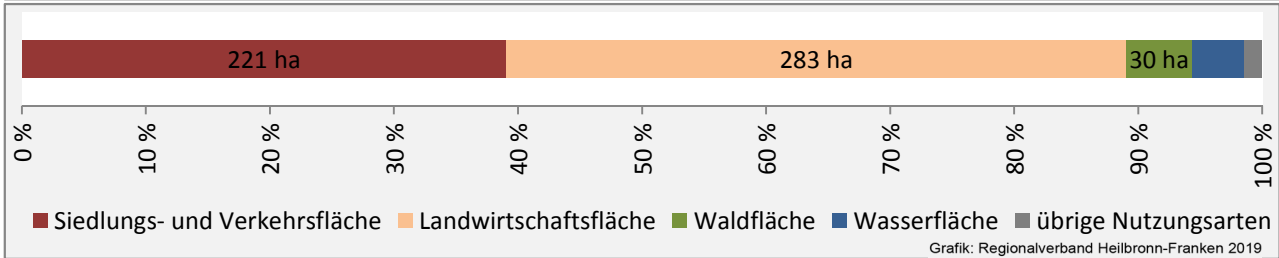 221 ha 283 ha 30 ha
0 % 10 % 20 % 30 % 40 % 50 % 60 % 70 % 80 % 90 % 100 %
Siedlungs- und Verkehrsfläche Landwirtschaftsfläche Waldfläche Wasserfläche übrige Nutzungsarten
Grafik: Regionalverband Heilbronn-Franken 2019